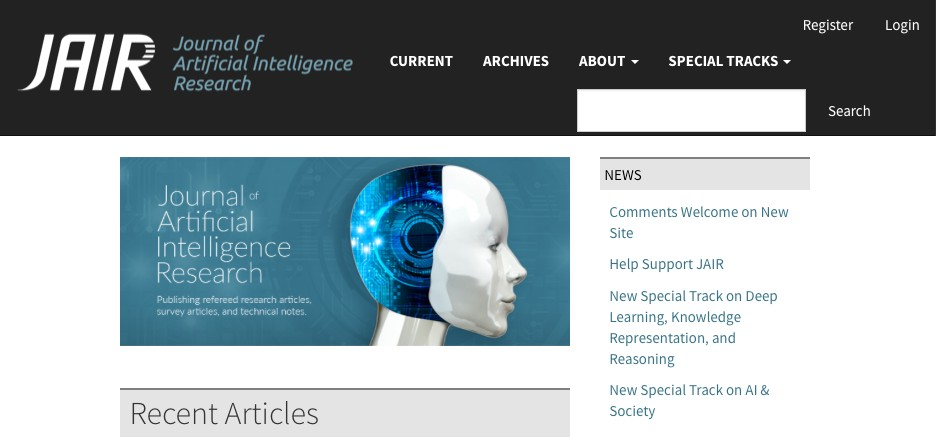 Register Login
JAIR Journal of
Artificial Intelligence
Research
CURRENT ARCHIVES ABOUT SPECIAL TRACKS
Search
Journal of
Artificial
Intelligence
Research
Publishing refereed research articles,
survey articles, and technical notes.
NEWS
Comments Welcome on New
Site
Help Support JAIR
New Special Track on Deep
Learning, Knowledge
Representation, and
Reasoning
New Special Track on AI &
Society
Recent Articles